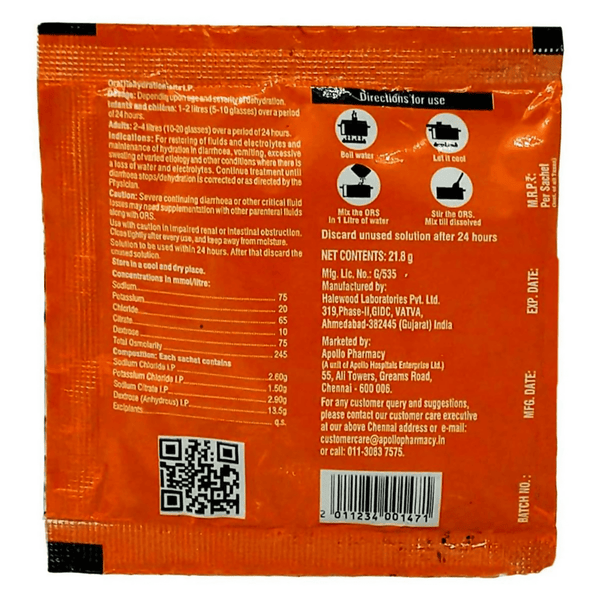 Oral Rehydration Salts I.P.
Dosage: Depending upon age and severity of dehydration.
Infants and children: 1-2 litres (5-10 glasses) over a period
of 24 hours.
Adults: 2-4 litres (10-20 glasses) over a period of 24 hours.
Indications: For restoring of fluids and electrolytes and
maintenance of hydration in diarrhoea, vomiting, excessive
sweating of varied etiology and other conditions where there is
a loss of water and electrolytes. Continue treatment until
diarrhoea stops/dehydration is corrected or as directed by the
Physician.
Caution: Severe continuing diarrhoea or other critical fluid
losses may need supplementation with other parenteral fluids
along with ORS.
Use with caution in impaired renal or intestinal obstruction.
Close tightly after every use, and keep away from moisture.
Solution to be used within 24 hours. After that discard the
unused solution.
Store in a cool and dry place.
Concentrations in mmol/litre:
Sodium 75
Potassium 20
Chloride 65
Citrate 10
Dextrose 75
Total Osmolarity 245
Composition: Each sachet contains
Sodium Chloride I.P. 2.60g
Potassium Chloride I.P. 1.50g
Sodium Citrate I.P. 2.90g
Dextrose (Anhydrous) I.P. 13.5g
Excipients q.s.
Directions for use
Boil water
Let it cool
Mix the ORS.
in 1 Litre of water
Stir the ORS.
Mix till dissolved
Discard unused solution after 24 hours
NET CONTENTS: 21.8 g
Mfg. Lic. No.: G/535
Manufactured by:
Halewood Laboratories Pvt. Ltd.
319,Phase-II,GIDC, VATVA,
Ahmedabad-382445 (Gujarat) India
Marketed by:
Apollo Pharmacy
(A unit of Apollo Hospitals Enterprise Ltd.)
55, Ali Towers, Greams Road,
Chennai - 600 006.
For any customer query and suggestions,
please contact our customer care executive
at our above Chennai address or e-mail:
customercare@apollopharmacy.in
or call: 011-3083 7575.
2 011234 001471
M.R.P.₹:
Per Sachet
(Incl. of all Taxes)
EXP. DATE:
MFG. DATE:
BATCH NO.: